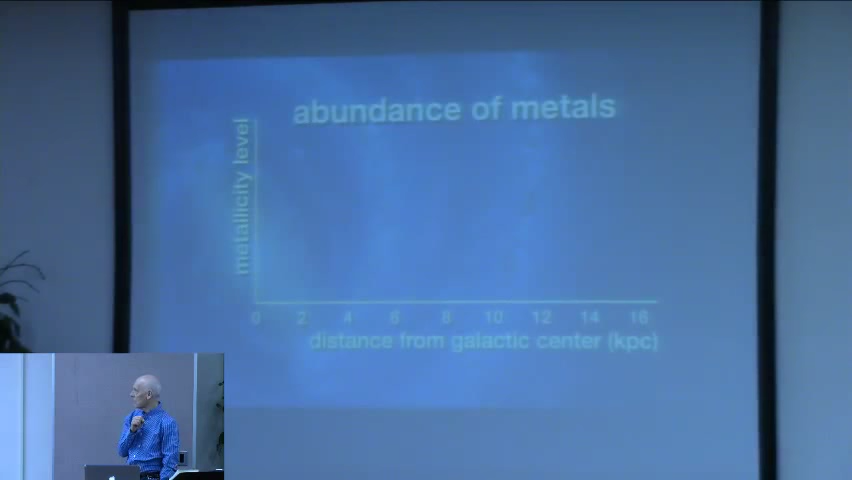 abundance of metals
metallicity level
0 2 4 6 8 10 12 14 16
distance from galactic center (kpc)